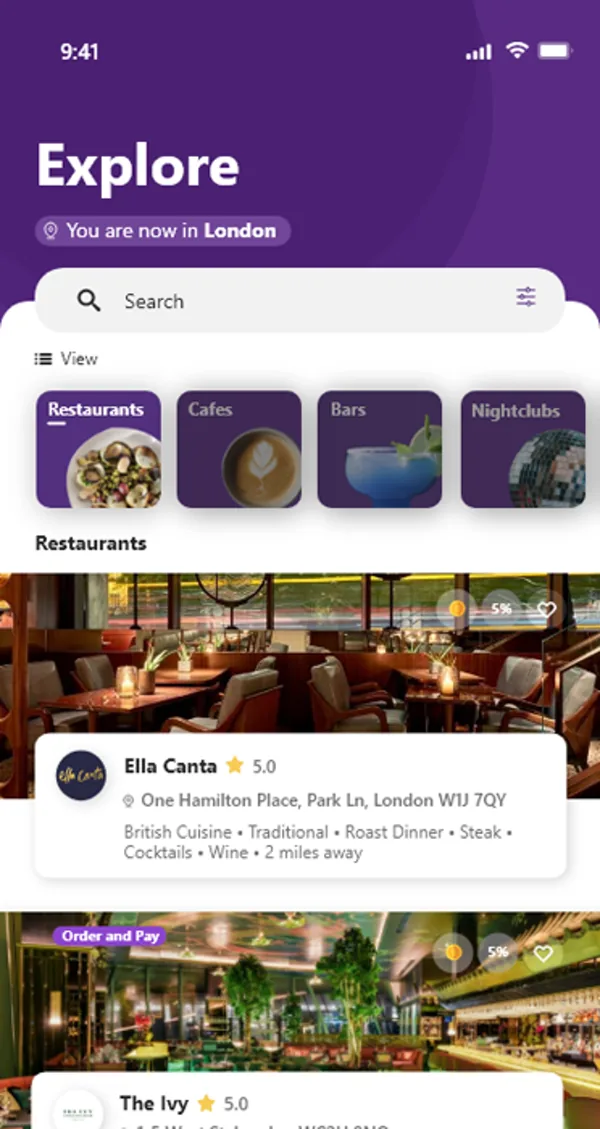 9:41
Explore
You are now in London
Search
View
Restaurants
Cafes
Bars
Nightclubs
Restaurants
5%
Ella Canta
Ella Canta 5.0
One Hamilton Place, Park Ln, London W1J 7QY
British Cuisine • Traditional • Roast Dinner • Steak •
Cocktails • Wine • 2 miles away
Order and Pay
5%
The Ivy 5.0